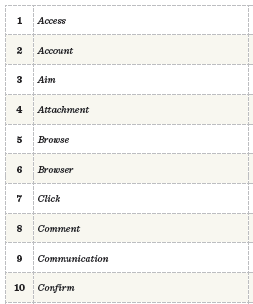 1 Access
2 Account
3 Aim
4 Attachment
5 Browse
6 Browser
7 Click
8 Comment
9 Communication
10 Confirm